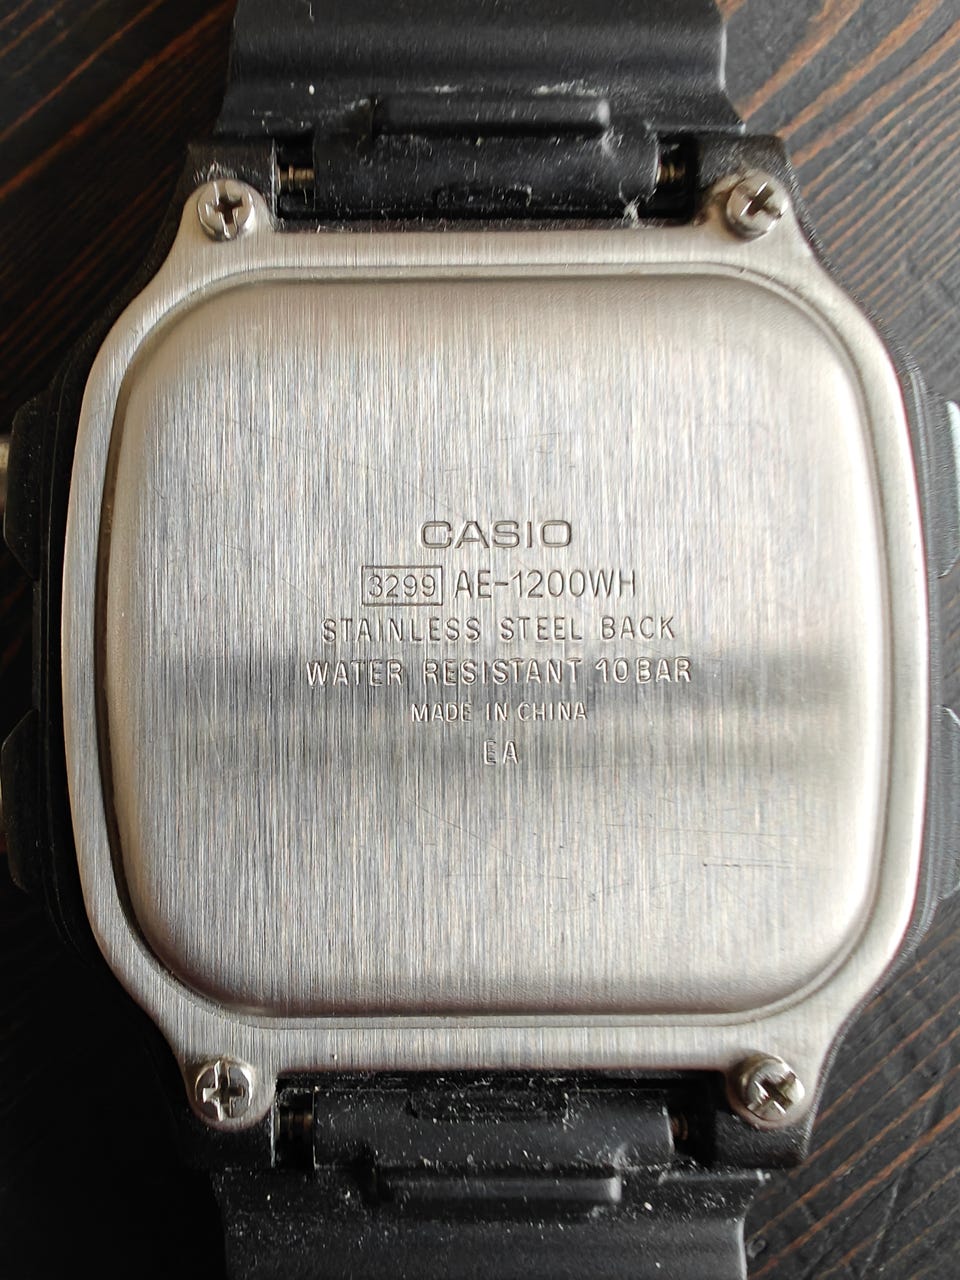 CASIO
3299 AE-1200WH
STAINLESS STEEL BACK
WATER RESISTANT 10BAR
MADE IN CHINA
EA